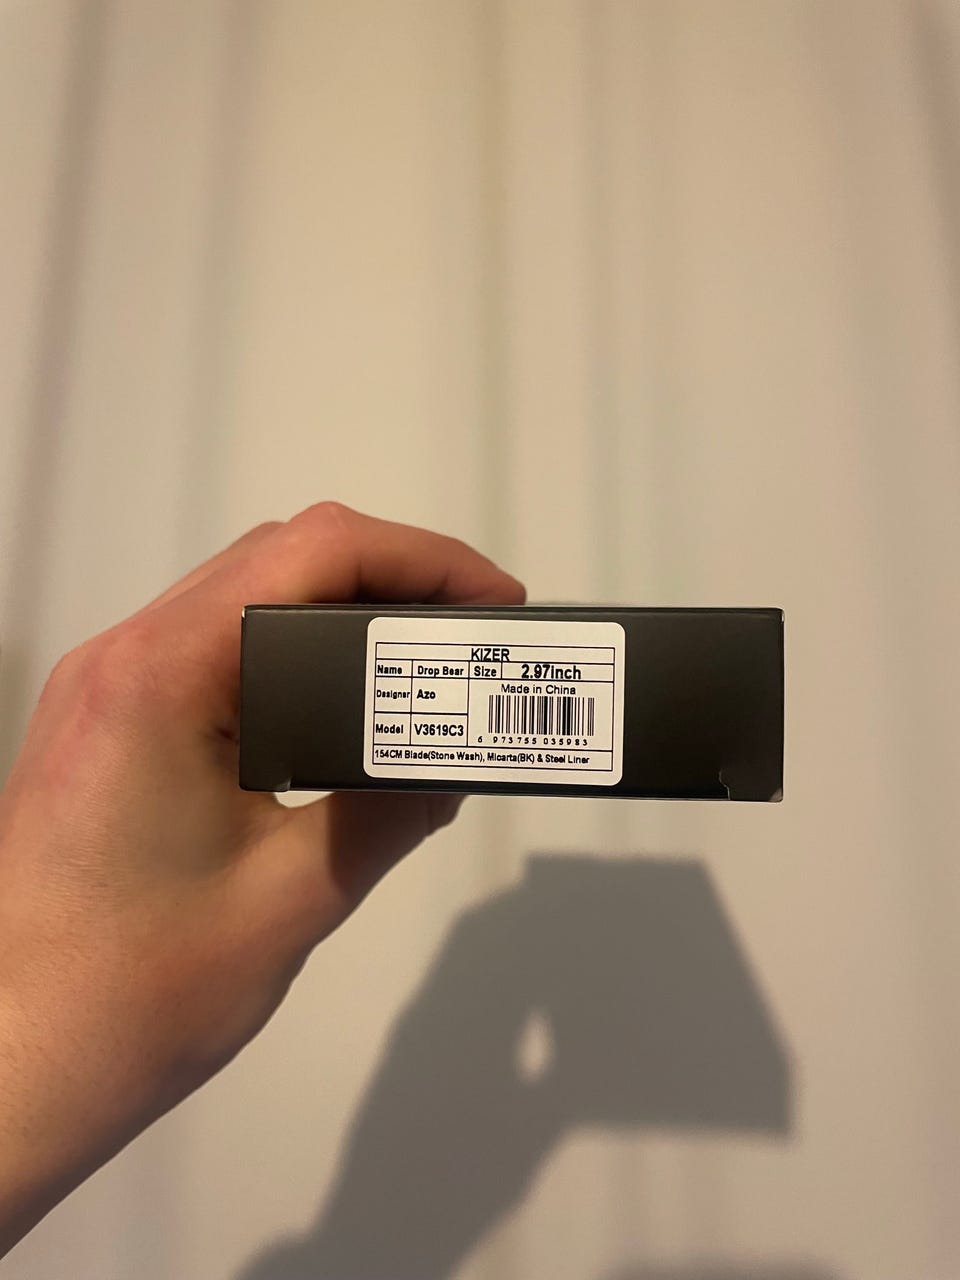 KIZER
Name Drop Bear Size 2.97inch
Designer Azo
Made in China
Model V3619C3
6 973755 035983
154CM Blade(Stone Wash), Micarta(BK) & Steel Liner